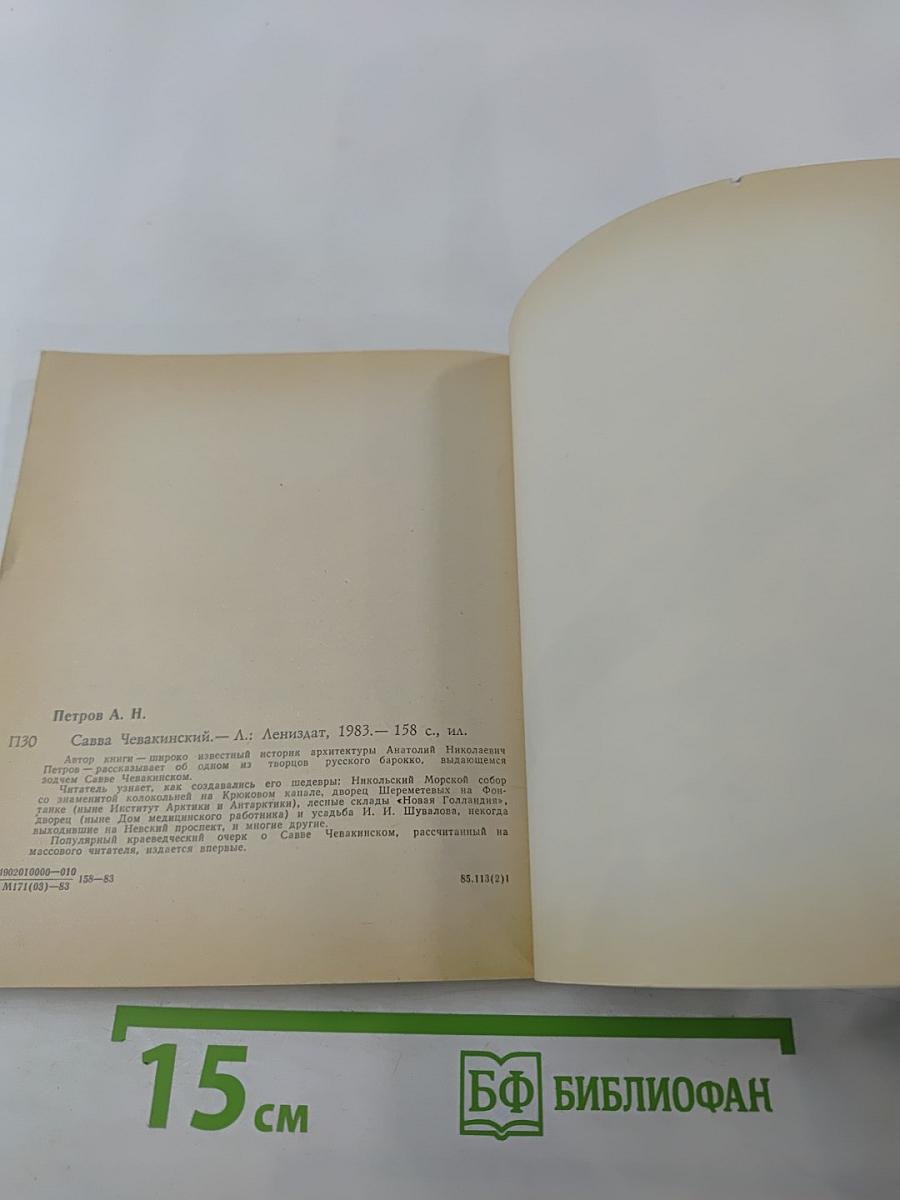 Петров А. Н.
П30 Савва Чевакинский.— Л.: Лениздат, 1983.— 158 с., ил.
Автор книги — широко известный историк архитектуры Анатолий Николаевич
Петров — рассказывает об одном из творцов русского барокко, выдающемся
зодчем Савве Чевакинском.
Читатель узнает, как создавались его шедевры: Никольский Морской собор
со знаменитой колокольней на Крюковом канале, дворец Шереметевых на Фон-
танке (ныне Институт Арктики и Антарктики), лесные склады «Новая Голландия»,
дворец (ныне Дом медицинского работника) и усадьба И. И. Шувалова, некогда
выходившие на Невский проспект, и многие другие.
Популярный краеведческий очерк о Савве Чевакинском, рассчитанный на
массового читателя, издается впервые.
1902010000—010
М171(03)—83 158—83 85.113(2)1
15 см БФ БИБЛИОФАН